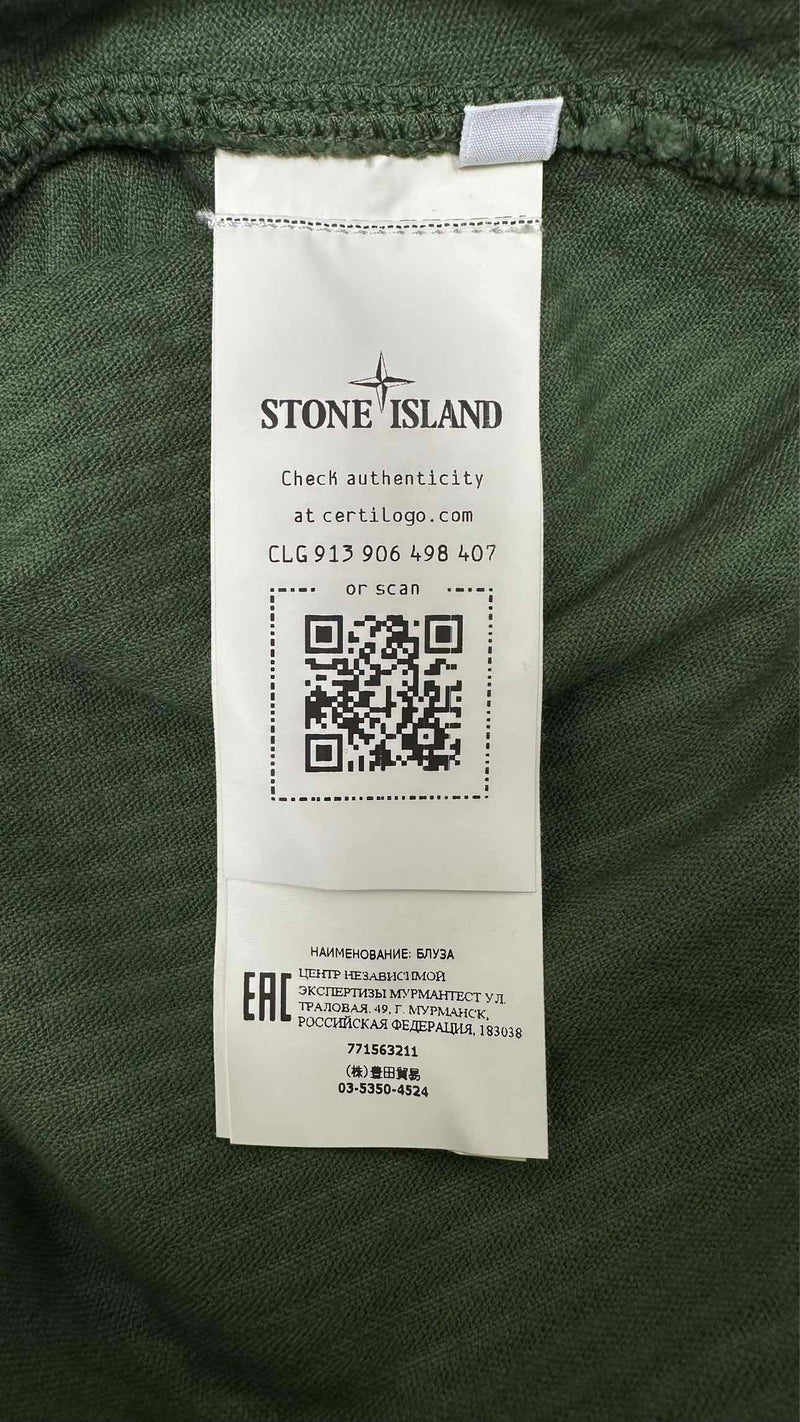 STONE ISLAND
Check authenticity
at certilogo.com
CLG 913 906 498 407
or scan
НАИМЕНОВАНИЕ: БЛУЗА
EAC
ЦЕНТР НЕЗАВИСИМОЙ
ЭКСПЕРТИЗЫ МУРМАНТЕСТ УЛ.
ТРАЛОВАЯ. 49, Г. МУРМАНСК,
РОССИЙСКАЯ ФЕДЕРАЦИЯ, 183038
771563211
(株)豊田貿易
03-5350-4524